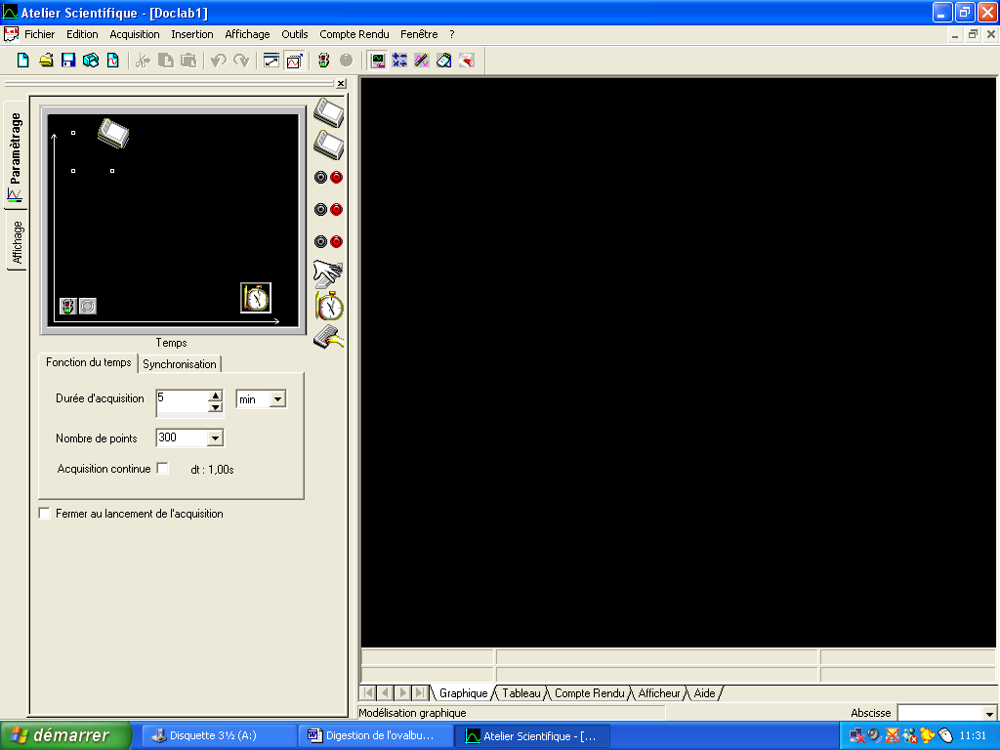 Atelier Scientifique - [Doclab1]
Fichier Edition Acquisition Insertion Affichage Outils Compte Rendu Fenêtre ?
Paramètrage
Affichage
Temps
Fonction du temps Synchronisation
Durée d'acquisition 5 min
Nombre de points 300
Acquisition continue dt : 1,00s
Fermer au lancement de l'acquisition
Graphique Tableau Compte Rendu Afficheur Aide
Modélisation graphique Abscisse
démarrer Disquette 3½ (A:) Digestion de l'ovalbu... Atelier Scientifique - [... 11:31